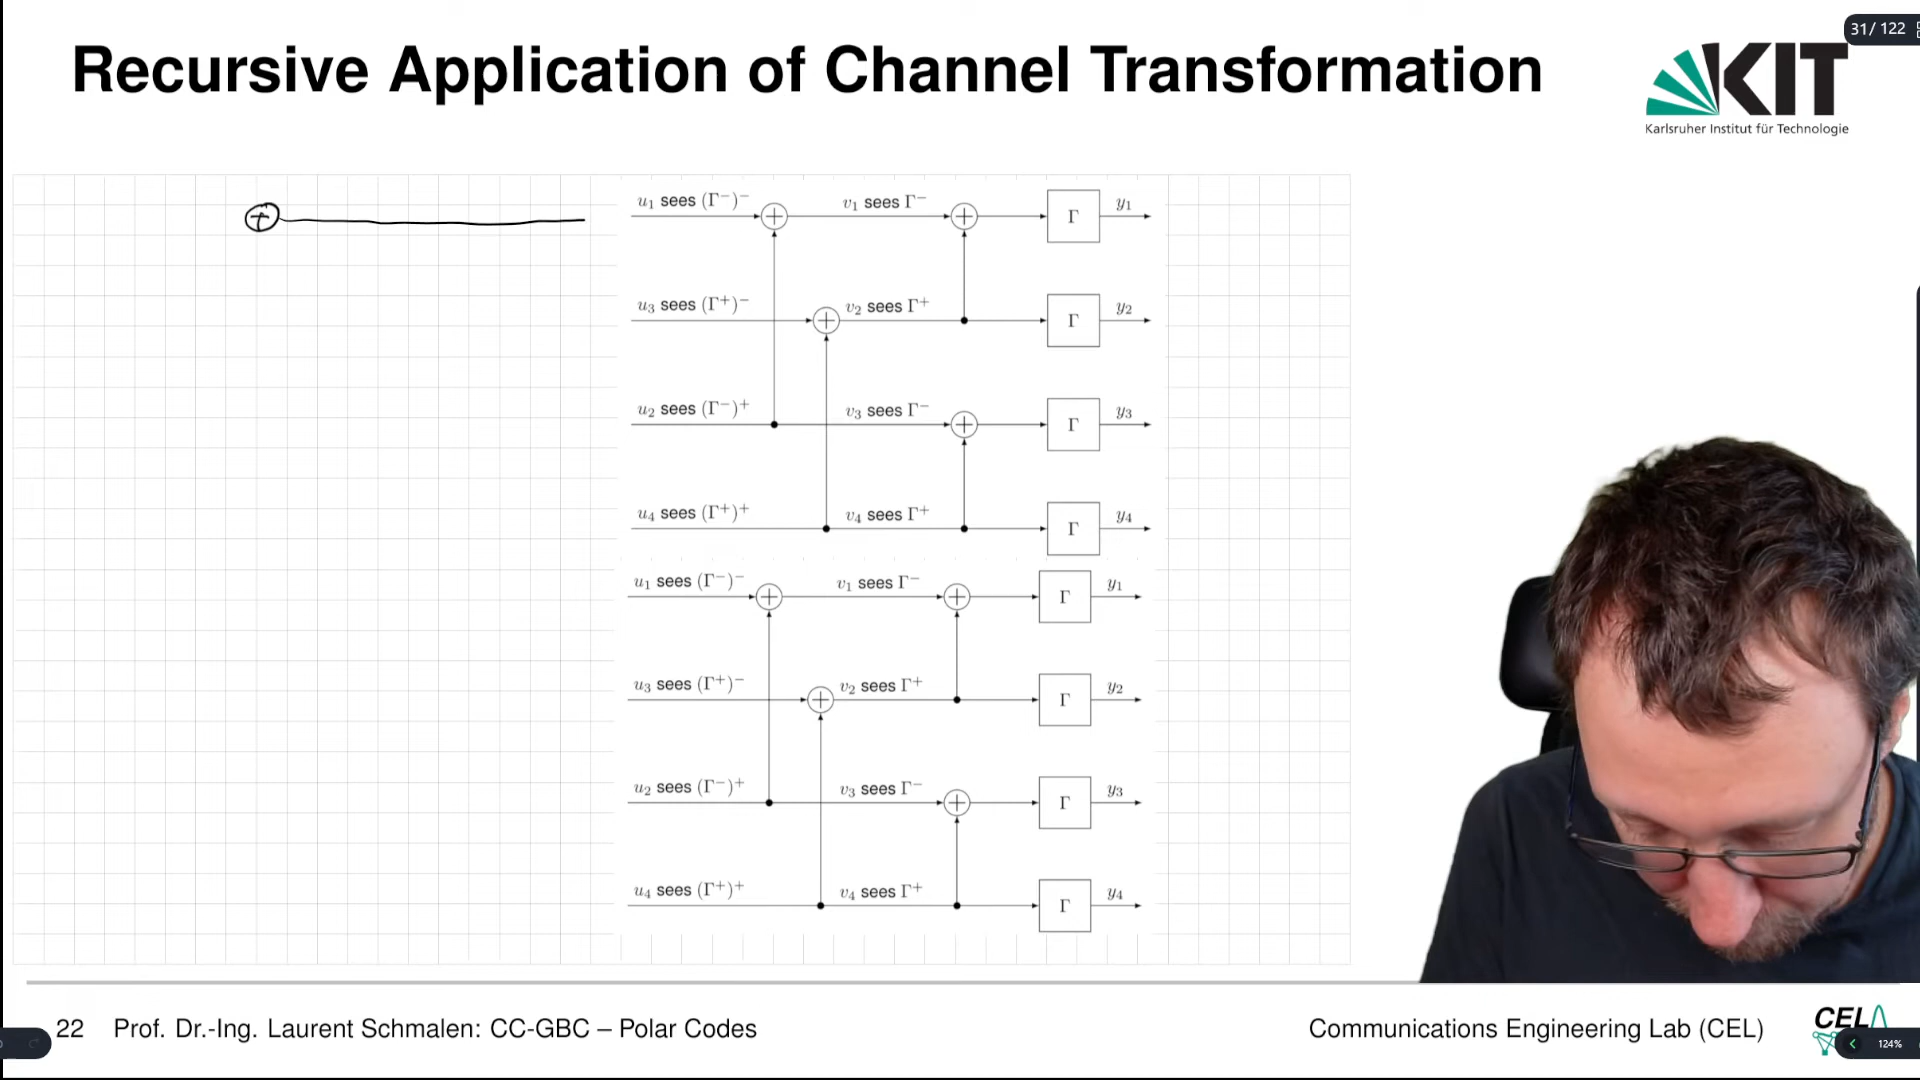 31/ 122
Recursive Application of Channel Transformation
KIT
Karlsruher Institut für Technologie
+
u₁ sees (Γ⁻)⁻ v₁ sees Γ⁻ Γ y₁
u₃ sees (Γ⁺)⁻ v₂ sees Γ⁺ Γ y₂
u₂ sees (Γ⁻)⁺ v₃ sees Γ⁻ Γ y₃
u₄ sees (Γ⁺)⁺ v₄ sees Γ⁺ Γ y₄
u₁ sees (Γ⁻)⁻ v₁ sees Γ⁻ Γ y₁
u₃ sees (Γ⁺)⁻ v₂ sees Γ⁺ Γ y₂
u₂ sees (Γ⁻)⁺ v₃ sees Γ⁻ Γ y₃
u₄ sees (Γ⁺)⁺ v₄ sees Γ⁺ Γ y₄
22 Prof. Dr.-Ing. Laurent Schmalen: CC-GBC – Polar Codes Communications Engineering Lab (CEL) CEL
124%